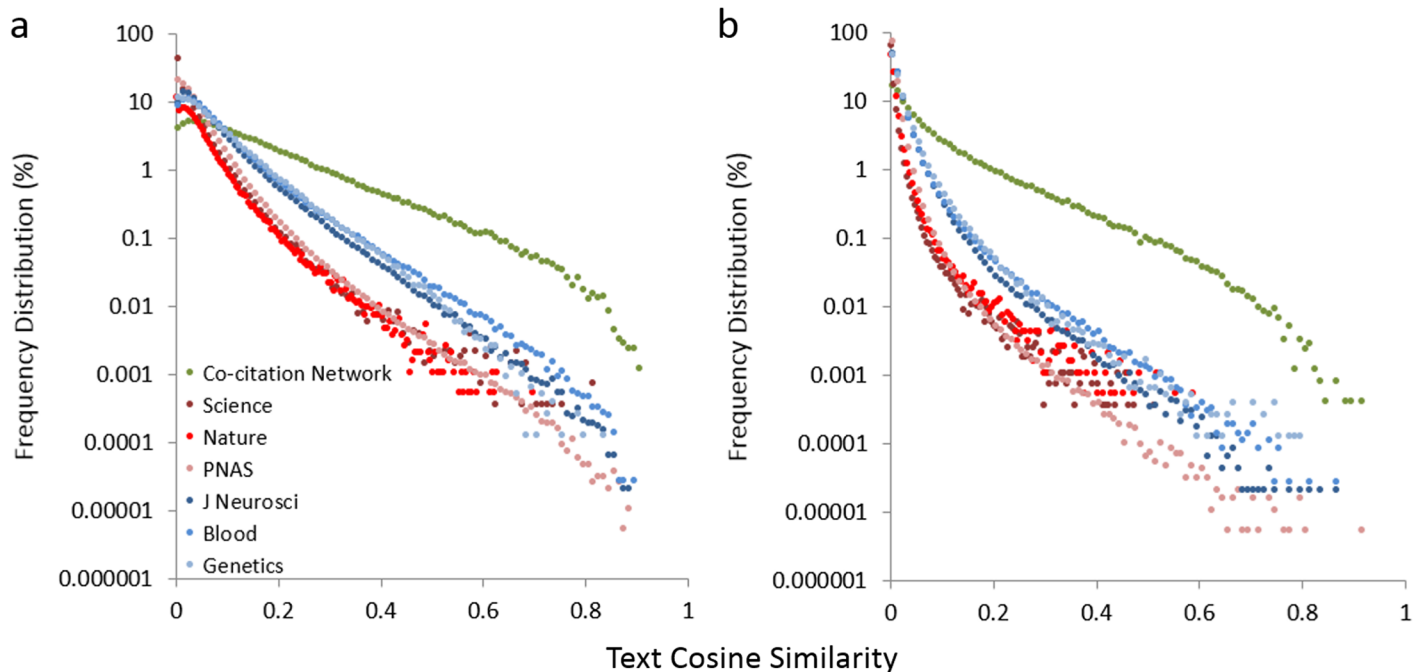 a
100
10
1
0.1
0.01
0.001
0.0001
0.00001
0.000001
Frequency Distribution (%)
Co-citation Network
Science
Nature
PNAS
J Neurosci
Blood
Genetics
0 0.2 0.4 0.6 0.8 1
b
100
10
1
0.1
0.01
0.001
0.0001
0.00001
0.000001
Frequency Distribution (%)
0 0.2 0.4 0.6 0.8 1
Text Cosine Similarity